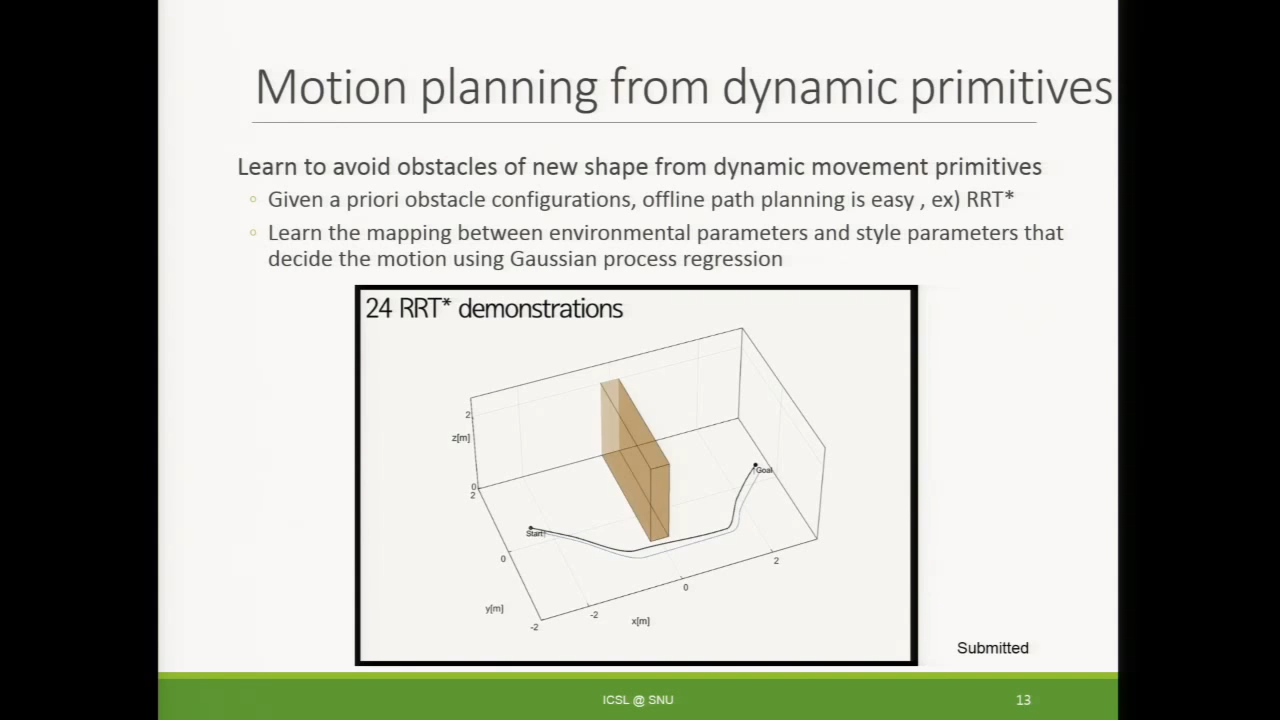 Motion planning from dynamic primitives
Learn to avoid obstacles of new shape from dynamic movement primitives
◦ Given a priori obstacle configurations, offline path planning is easy , ex) RRT*
◦ Learn the mapping between environmental parameters and style parameters that
decide the motion using Gaussian process regression
24 RRT* demonstrations
2
z[m]
0
2
Goal
Start
0
2
0
y[m]
-2
x[m]
-2
Submitted
ICSL @ SNU
13